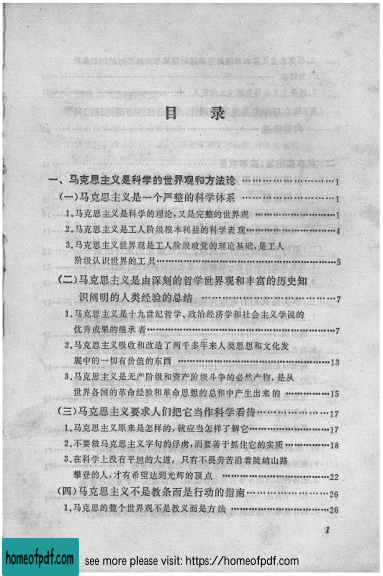 目录
一、马克思主义是科学的世界观和方法论 ……………………1
(一)马克思主义是一个严整的科学体系 ……………………1
1.马克思主义是科学的理论,又是完整的世界观 ……………1
2.马克思主义是工人阶级根本利益的科学表现……………4
3.马克思主义世界观是工人阶级政党的理论基础,是工人
阶级认识世界的工具……………………………………5
(二)马克思主义是由深刻的哲学世界观和丰富的历史知
识阐明的人类经验的总结 ……………………………7
1.马克思主义是十九世纪哲学、政治经济学和社会主义学说的
优秀成果的继承者………………………………………7
2.马克思主义吸收和改造了两千多年来人类思想和文化发
展中的一切有价值的东西 ……………………………13
3.马克思主义是无产阶级和资产阶级斗争的必然产物,是从
世界各国的革命经验和革命思想的总和中产生出来的 ………15
(三)马克思主义要求人们把它当作科学看待……………17
1.马克思主义原来是怎样的,就应当怎样了解它……………17
2.不要做马克思主义字句的俘虏,而要善于抓住它的实质………18
3.在科学上没有平坦的大道,只有不畏劳苦沿着陡峭山路
攀登的人,才有希望达到光辉的顶点 ……………………22
(四)马克思主义不是教条而是行动的指南……………26
1.马克思的整个世界观不是教义而是方法 ……………26
1
homeofpdf.com
see more please visit: https://homeofpdf.com